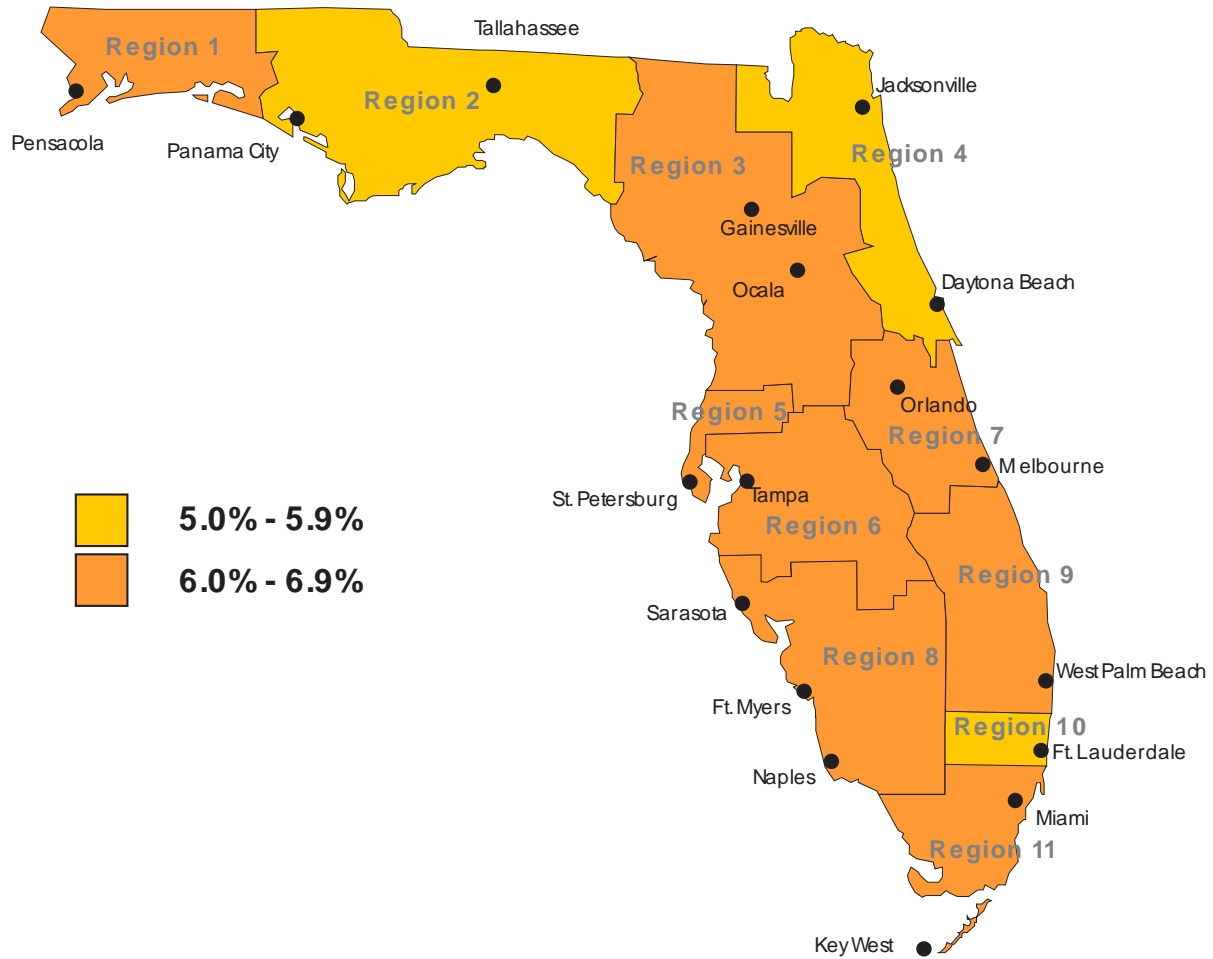 Tallahassee
Region 1
Jacksonville
Region 2
Pensacola
Panama City
Region 4
Region 3
Gainesville
Ocala
Daytona Beach
Region 5
Orlando
Region 7
Melbourne
St. Petersburg
Tampa
5.0% - 5.9%
Region 6
6.0% - 6.9%
Region 9
Sarasota
Region 8
West Palm Beach
Ft. Myers
Region 10
Ft. Lauderdale
Naples
Miami
Region 11
Key West